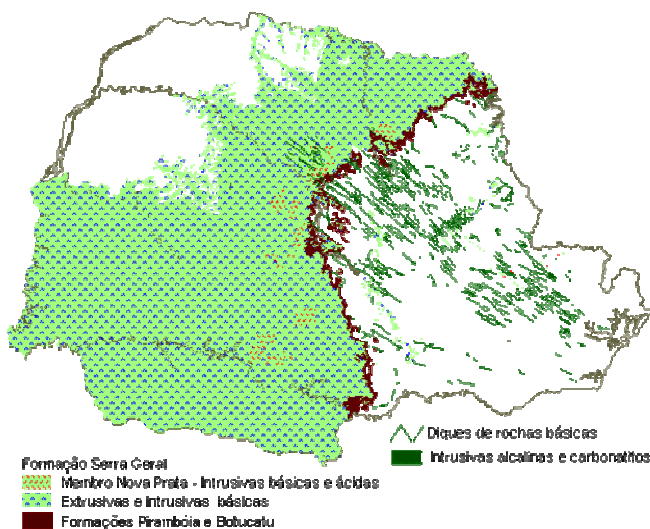 Diques de rochas básicas
Intrusivas alcalinas e carbonatitos
Formação Serra Geral
Membro Nova Prata - Intrusivas básicas e ácidas
Extrusivas e Intrusivas básicas
Formações Pirambóia e Botucatu